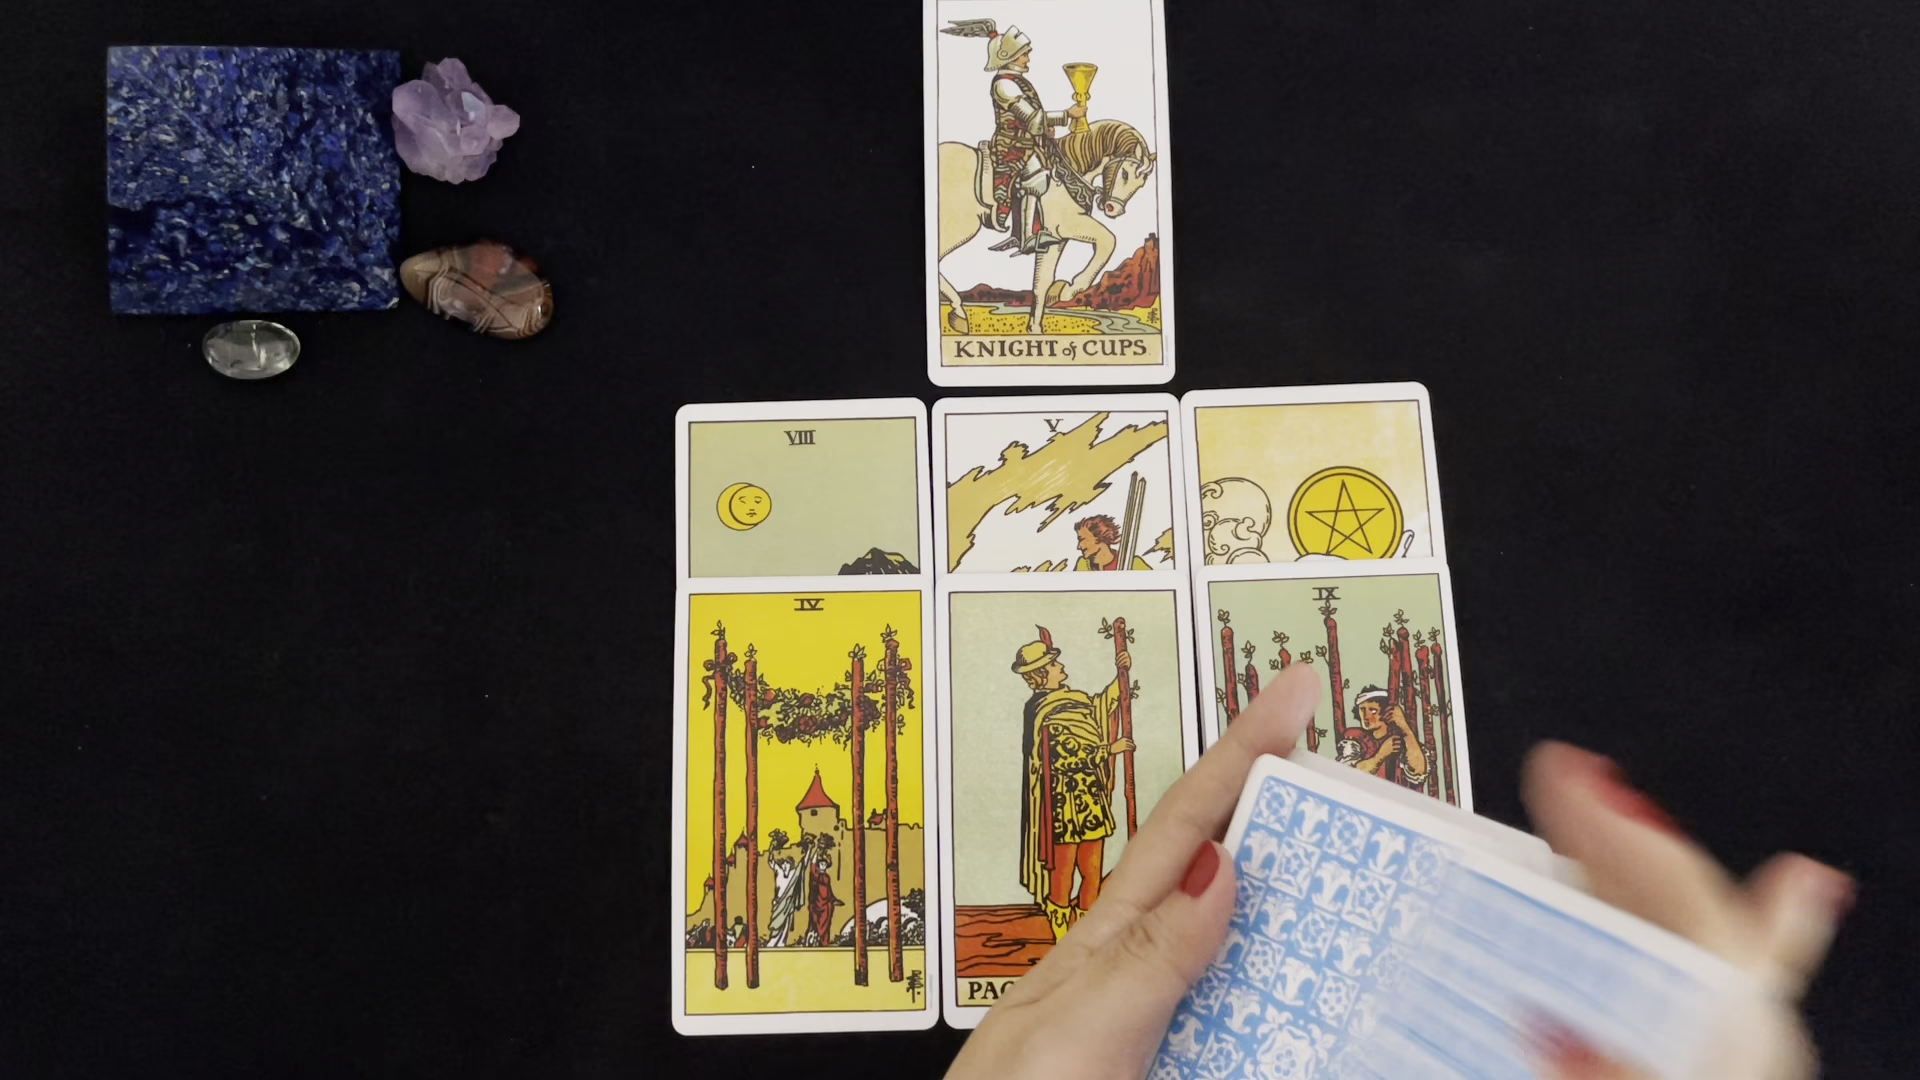 KNIGHT of CUPS.
VIII
V
IV
IX
PAG